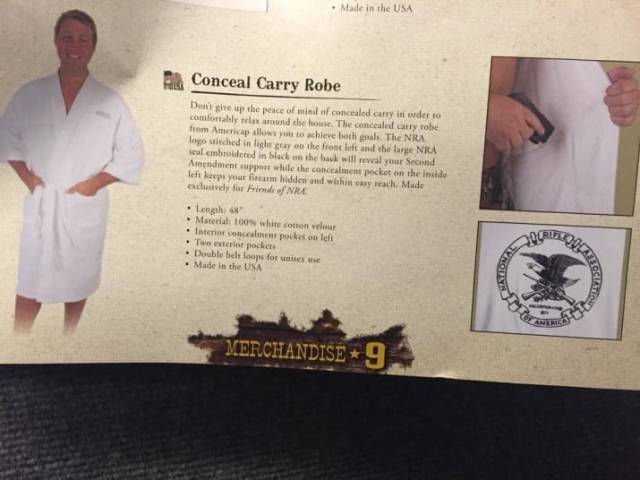 • Made in the USA
Conceal Carry Robe
Don't give up the peace of mind of concealed carry in order to
comfortably relax around the house. The concealed carry robe
from Americap allows you to achieve both goals. The NRA
logo stitched in light gray on the front left and the large NRA
seal embroidered in black on the back will reveal your Second
Amendment support while the concealment pocket on the inside
left keeps your firearm hidden and within easy reach. Made
exclusively for Friends of NRA.
• Length: 48"
• Material: 100% white cotton velour
• Interior concealment pocket on left
• Two exterior pockets
• Double belt loops for unisex use
• Made in the USA
NATIONAL RIFLE ASSOCIATION
INCORPORATED
1871
OF AMERICA
MERCHANDISE ★ 9